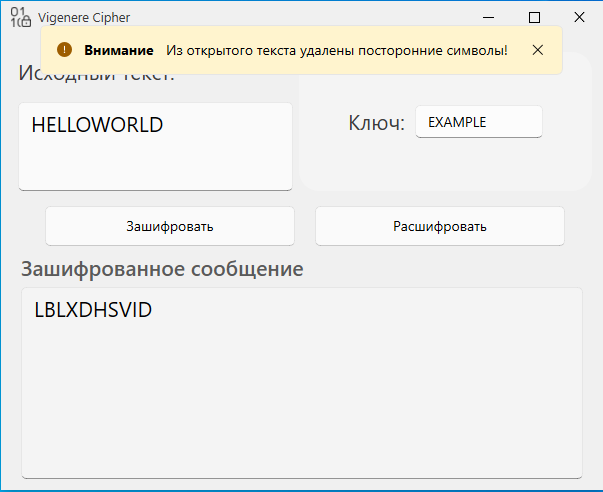 Vigenere Cipher
Внимание Из открытого текста удалены посторонние символы!
Исходный текст:
HELLOWORLD
Ключ: EXAMPLE
Зашифровать Расшифровать
Зашифрованное сообщение
LBLXDHSVID